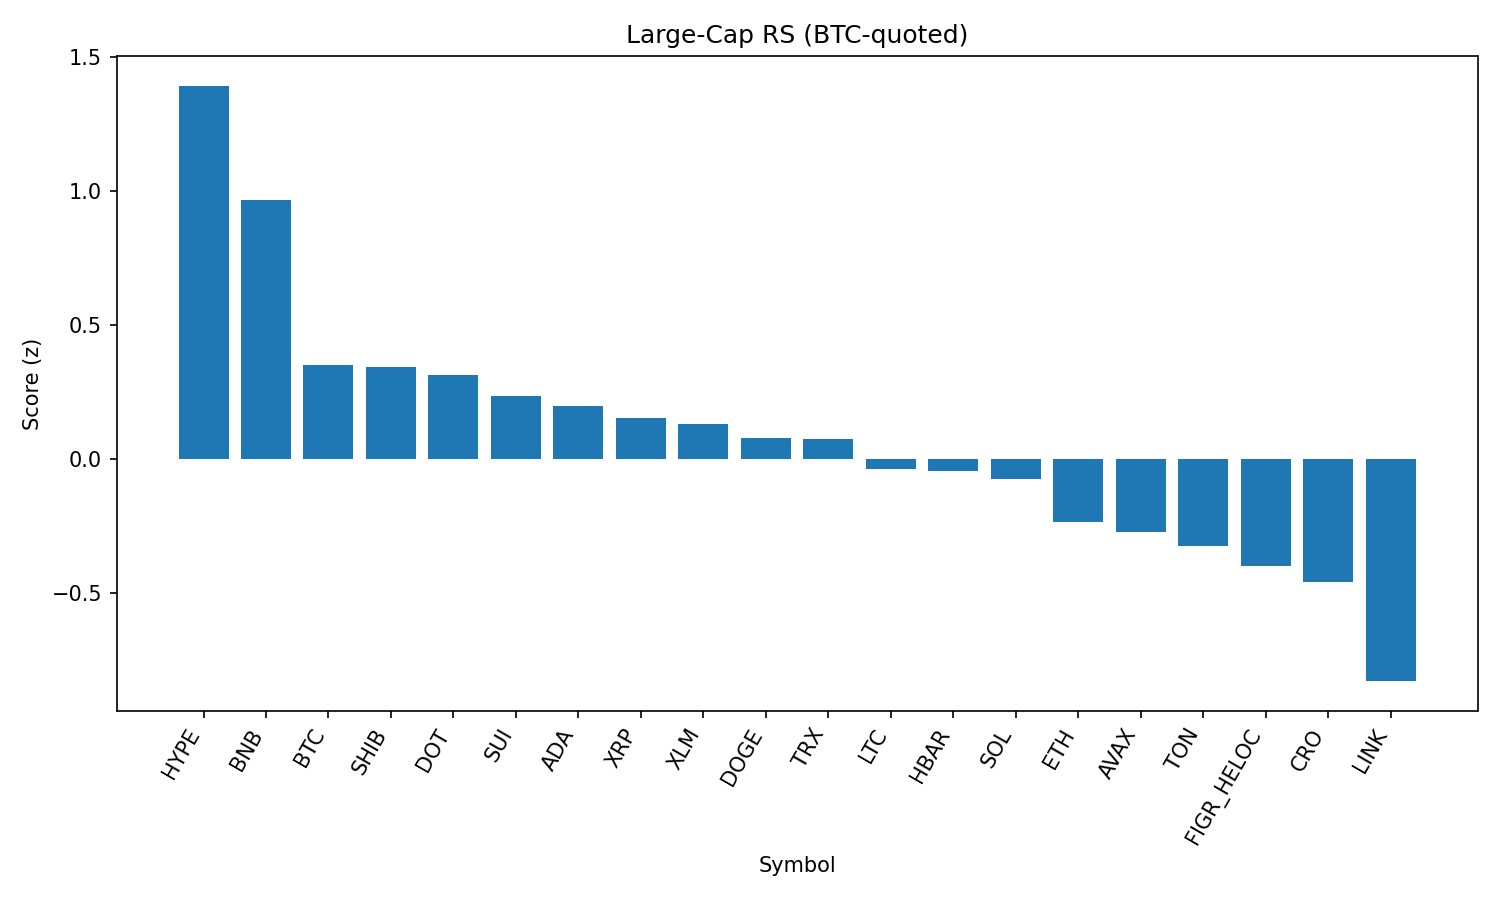 Large-Cap RS (BTC-quoted)
Score (z)
1.5
1.0
0.5
0.0
−0.5
HYPE
BNB
BTC
SHIB
DOT
SUI
ADA
XRP
XLM
DOGE
TRX
LTC
HBAR
SOL
ETH
AVAX
TON
FIGR_HELOC
CRO
LINK
Symbol